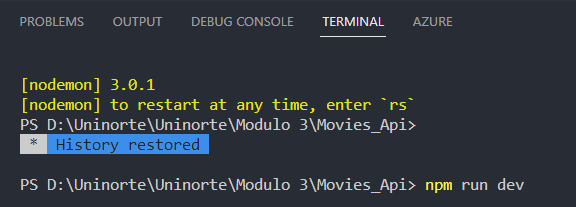 PROBLEMS OUTPUT DEBUG CONSOLE TERMINAL AZURE
[nodemon] 3.0.1
[nodemon] to restart at any time, enter `rs`
PS D:\Uninorte\Uninorte\Modulo 3\Movies_Api>
* History restored
PS D:\Uninorte\Uninorte\Modulo 3\Movies_Api> npm run dev